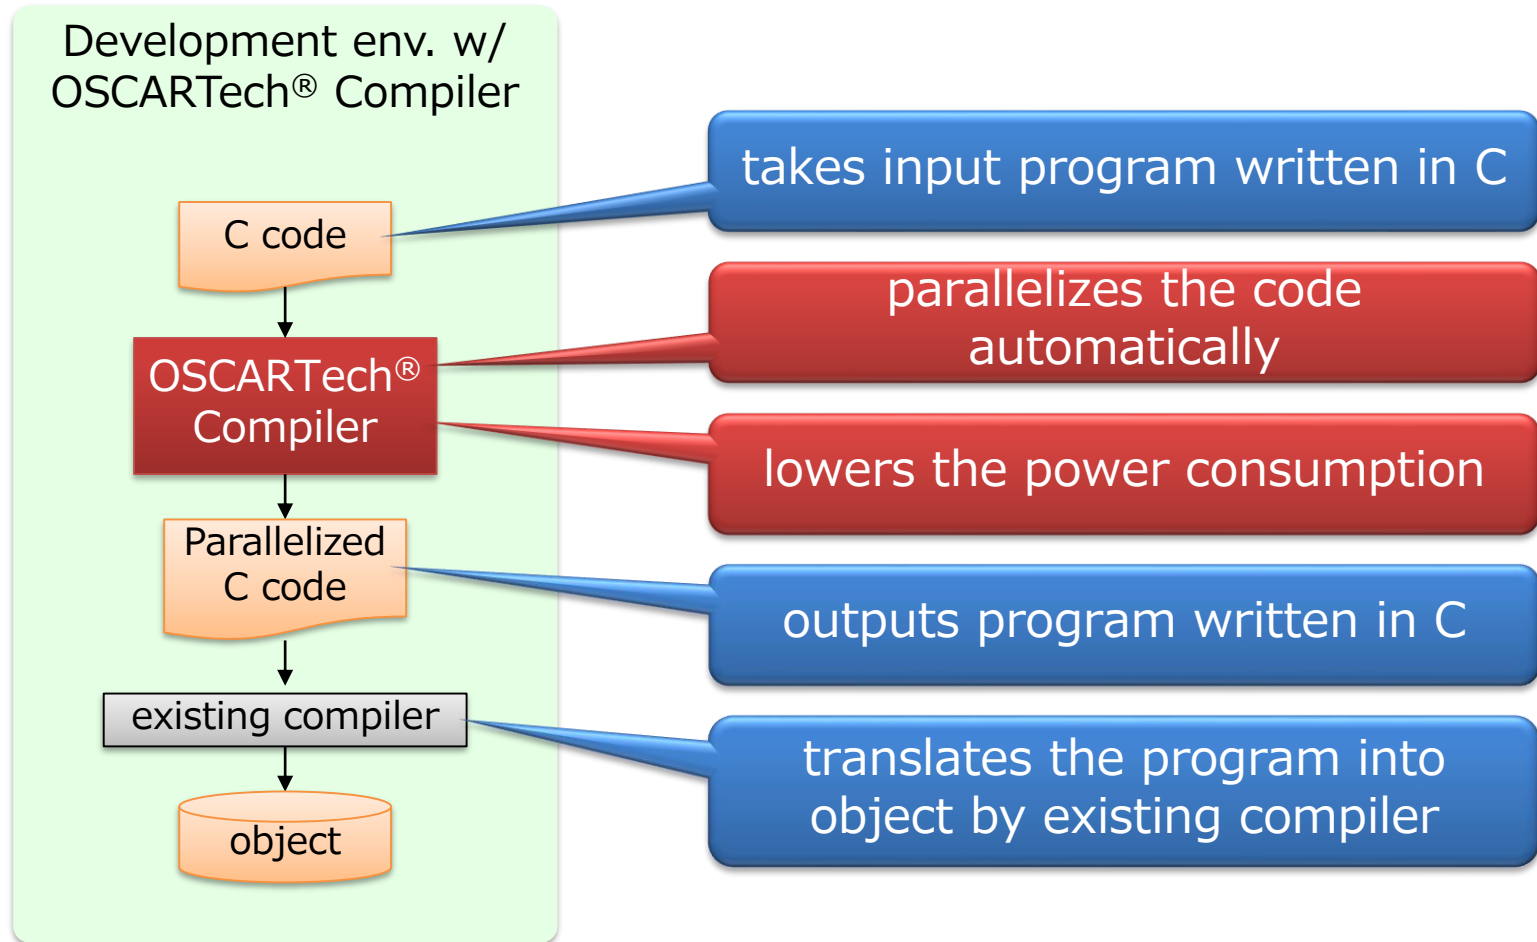 Development env. w/
OSCARTech® Compiler
C code
OSCARTech®
Compiler
Parallelized
C code
existing compiler
object
takes input program written in C
parallelizes the code
automatically
lowers the power consumption
outputs program written in C
translates the program into
object by existing compiler